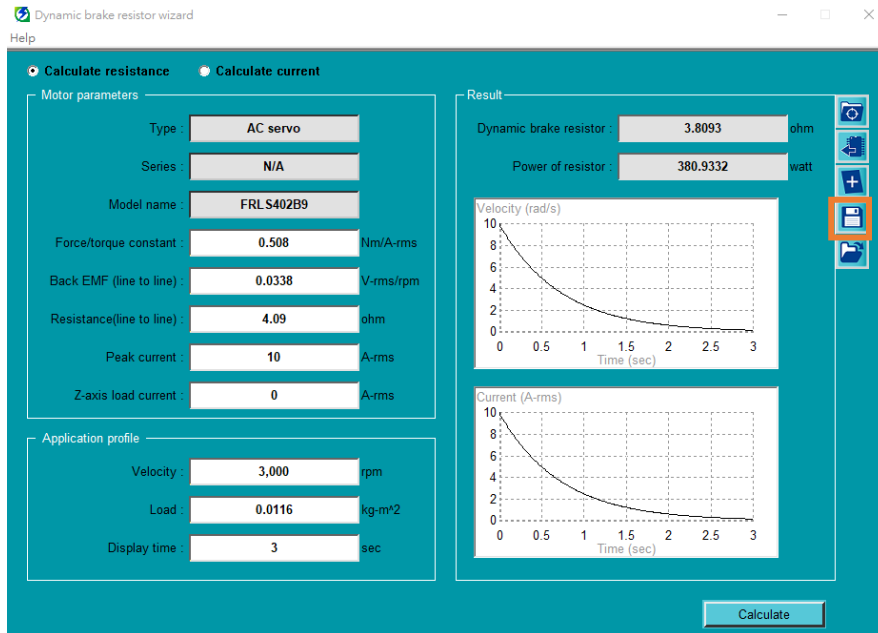 Dynamic brake resistor wizard
Help
Calculate resistance Calculate current
Motor parameters
Type : AC servo
Series : N/A
Model name : FRLS402B9
Force/torque constant : 0.508 Nm/A-rms
Back EMF (line to line) : 0.0338 V-rms/rpm
Resistance(line to line) : 4.09 ohm
Peak current : 10 A-rms
Z-axis load current : 0 A-rms
Application profile
Velocity : 3,000 rpm
Load : 0.0116 kg-m^2
Display time : 3 sec
Result
Dynamic brake resistor : 3.8093 ohm
Power of resistor : 380.9332 watt
Velocity (rad/s)
10
8
6
4
2
0
0 0.5 1 1.5 2 2.5 3
Time (sec)
Current (A-rms)
10
8
6
4
2
0
0 0.5 1 1.5 2 2.5 3
Time (sec)
Calculate